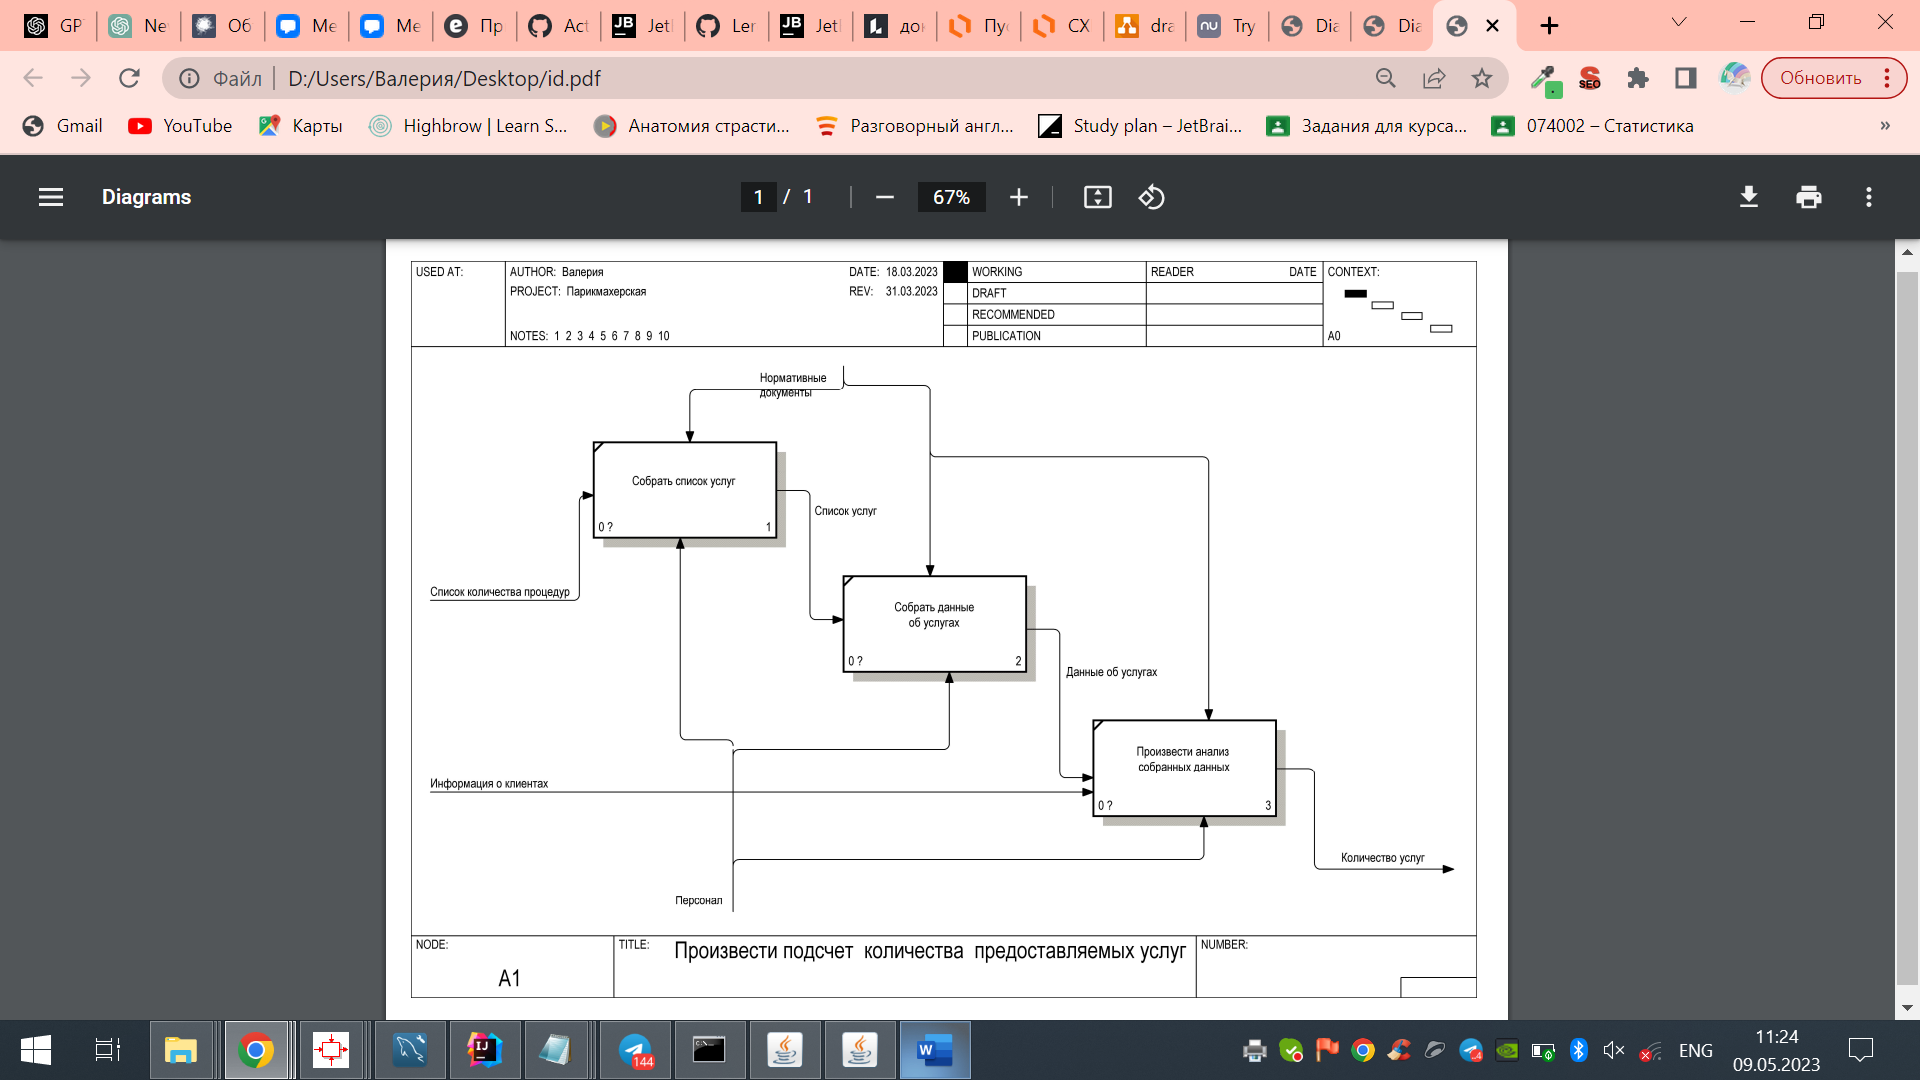 GP
Ne
Об
Me
Me
Пр
Act
Jetl
Ler
Jetl
док
Пус
CX
dra
Try
Dia
Dia
Файл
D:/Users/Валерия/Desktop/id.pdf
SEO
Обновить
Gmail
YouTube
Карты
Highbrow | Learn S...
Анатомия страсти...
Разговорный англ...
Study plan – JetBrai...
Задания для курса...
074002 – Статистика
»
Diagrams
1 / 1
67%
USED AT:
AUTHOR: Валерия
DATE: 18.03.2023
PROJECT: Парикмахерская
REV: 31.03.2023
NOTES: 1 2 3 4 5 6 7 8 9 10
WORKING
DRAFT
RECOMMENDED
PUBLICATION
READER
DATE
CONTEXT:
A0
Нормативные
документы
Собрать список услуг
0 ?
1
Список услуг
Список количества процедур
Собрать данные
об услугах
0 ?
2
Данные об услугах
Произвести анализ
собранных данных
0 ?
3
Информация о клиентах
Количество услуг
Персонал
NODE:
A1
TITLE:
Произвести подсчет количества предоставляемых услуг
NUMBER:
144
ENG
11:24
09.05.2023